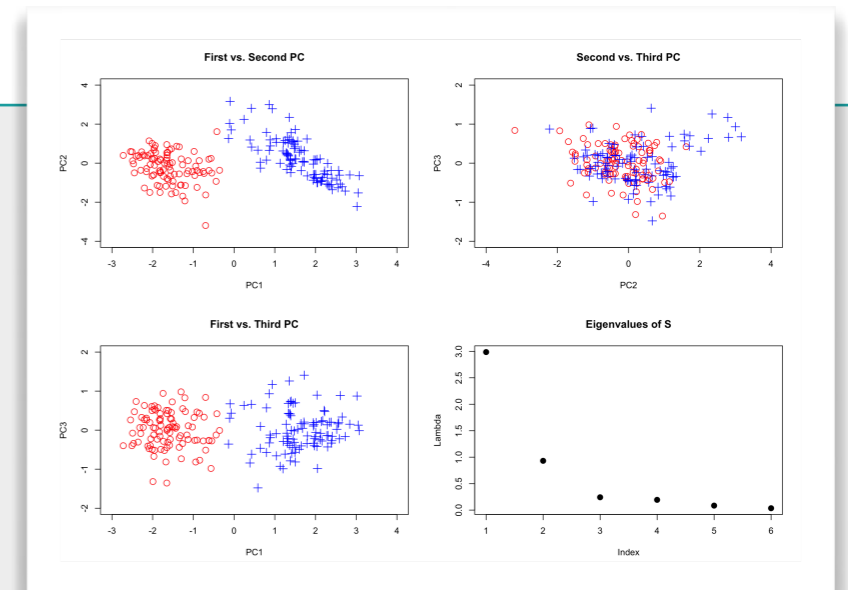 First vs. Second PC
PC2
4
2
0
-2
-4
-3 -2 -1 0 1 2 3 4
PC1
Second vs. Third PC
PC3
2
1
0
-1
-2
-4 -2 0 2 4
PC2
First vs. Third PC
PC3
2
1
0
-1
-2
-3 -2 -1 0 1 2 3 4
PC1
Eigenvalues of S
Lambda
3.0
2.5
2.0
1.5
1.0
0.5
0.0
1 2 3 4 5 6
Index